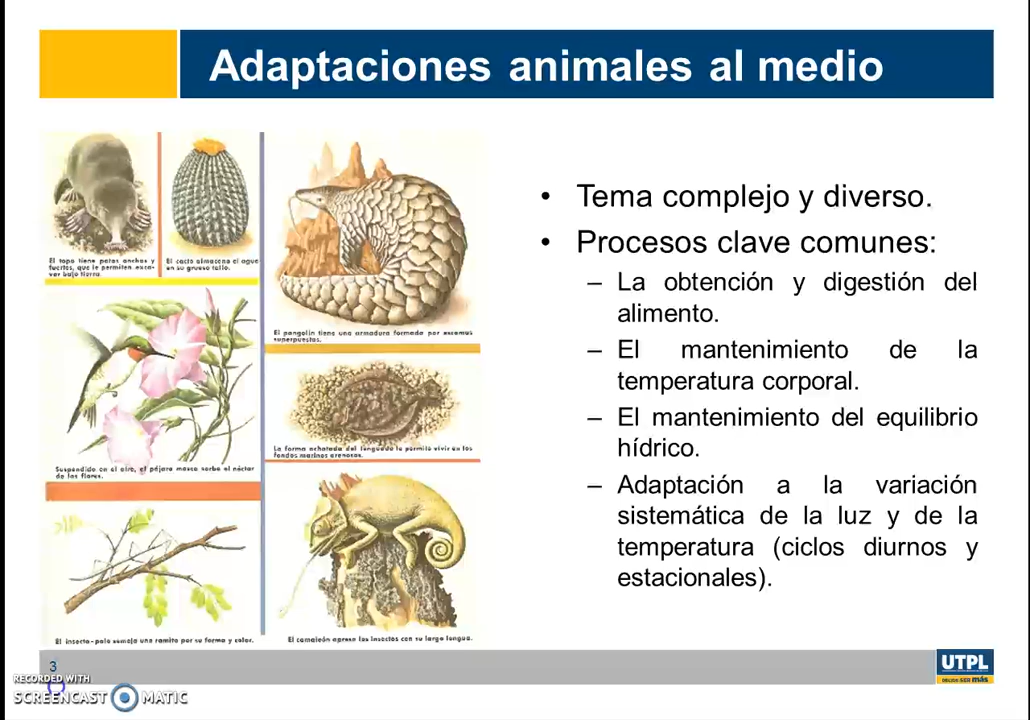 Adaptaciones animales al medio
El topo tiene patas anchas y
fuertes, que le permiten exca-
var bajo tierra.
El cacto almacena el agua
en su grueso tallo.
El pangolín tiene una armadura formada por escamas
superpuestas.
Suspendido en el aire, el pájaro mosca sorbe el néctar
de las flores.
La forma achatada del lenguado le permite vivir en los
fondos marinos arenosos.
El insecto-palo semeja una ramita por su forma y color.
El camaleón apresa los insectos con su larga lengua.
• Tema complejo y diverso.
• Procesos clave comunes:
– La obtención y digestión del
alimento.
– El mantenimiento de la
temperatura corporal.
– El mantenimiento del equilibrio
hídrico.
– Adaptación a la variación
sistemática de la luz y de la
temperatura (ciclos diurnos y
estacionales).
3
RECORDED WITH
SCREENCAST MATIC
UTPL
DECIDE SER más